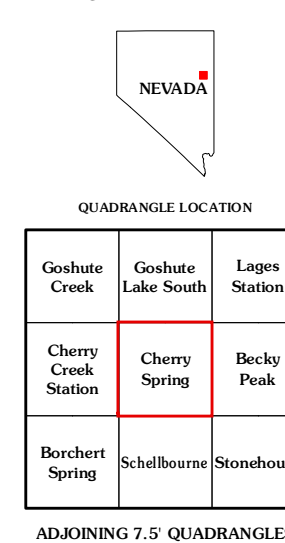 NEVADA
QUADRANGLE LOCATION
Goshute
Creek
Goshute
Lake South
Lages
Station
Cherry
Creek
Station
Cherry
Spring
Becky
Peak
Borchert
Spring
Schellbourne
Stonehou
ADJOINING 7.5' QUADRANGLE